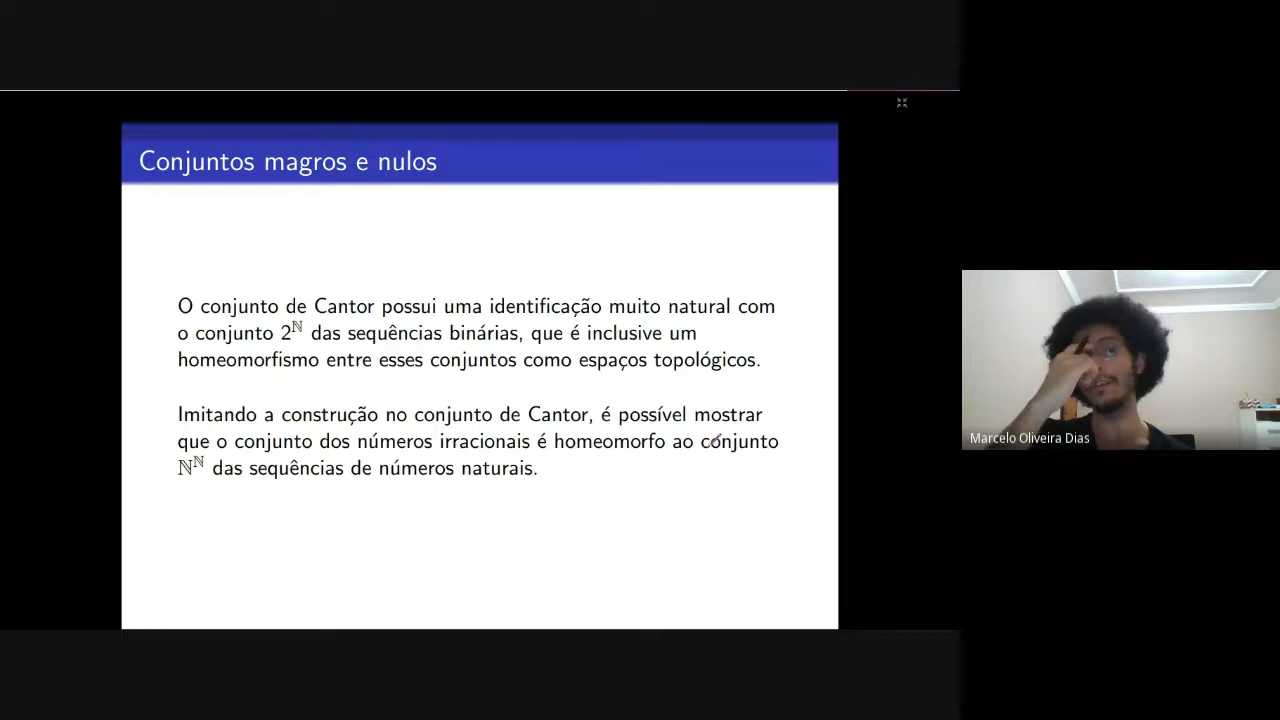 Conjuntos magros e nulos
O conjunto de Cantor possui uma identificação muito natural com
o conjunto 2^ℕ das sequências binárias, que é inclusive um
homeomorfismo entre esses conjuntos como espaços topológicos.
Imitando a construção no conjunto de Cantor, é possível mostrar
que o conjunto dos números irracionais é homeomorfo ao conjunto
ℕ^ℕ das sequências de números naturais.
Marcelo Oliveira Dias